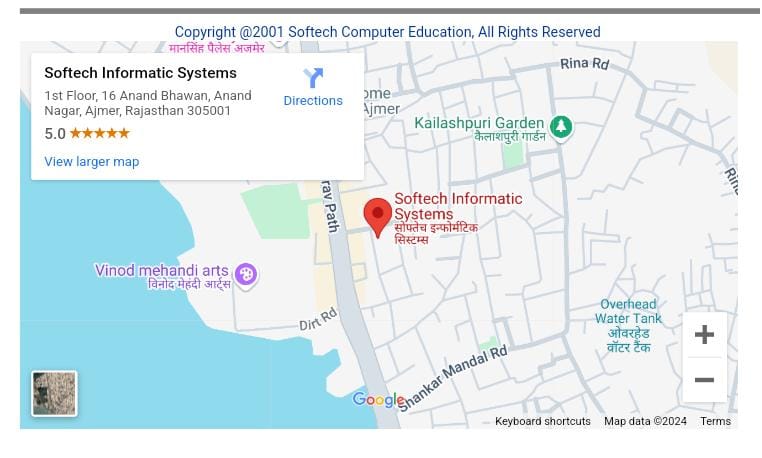 Copyright @2001 Softech Computer Education, All Rights Reserved
मानसिंह पैलेस अजमेर
Softech Informatic Systems
1st Floor, 16 Anand Bhawan, Anand
Nagar, Ajmer, Rajasthan 305001
Directions
5.0
View larger map
Ajmer
Rina Rd
Kailashpuri Garden
कैलाशपुरी गार्डन
Softech Informatic
Systems
सोफ्तेच इन्फोर्मटिक
सिस्टम्स
Path
Vinod mehandi arts
विनोद मेहंदी आर्ट्स
Dirt Rd
Overhead
Water Tank
ओवरहेड
वॉटर टैंक
+
−
Shankar Mandal Rd
Google
Keyboard shortcuts Map data ©2024 Terms